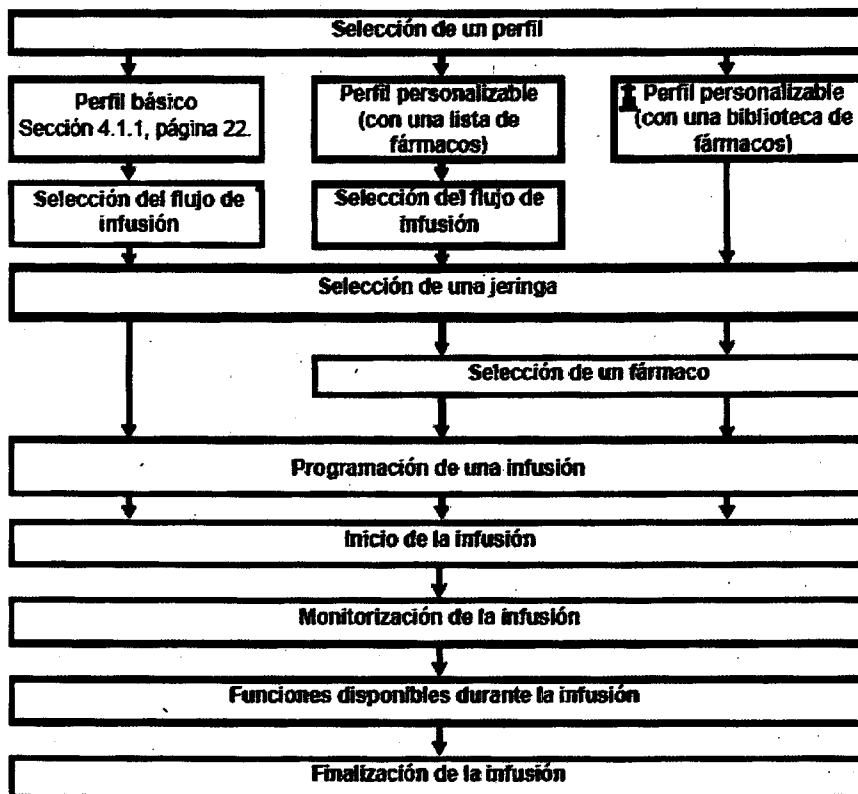 Selección de un perfil
Perfil básico
Sección 4.1.1, página 22.
Perfil personalizable
(con una lista de
fármacos)
Perfil personalizable
(con una biblioteca de
fármacos)
Selección del flujo de
infusión
Selección del flujo de
infusión
Selección de una jeringa
Selección de un fármaco
Programación de una infusión
Inicio de la infusión
Monitorización de la infusión
Funciones disponibles durante la infusión
Finalización de la infusión